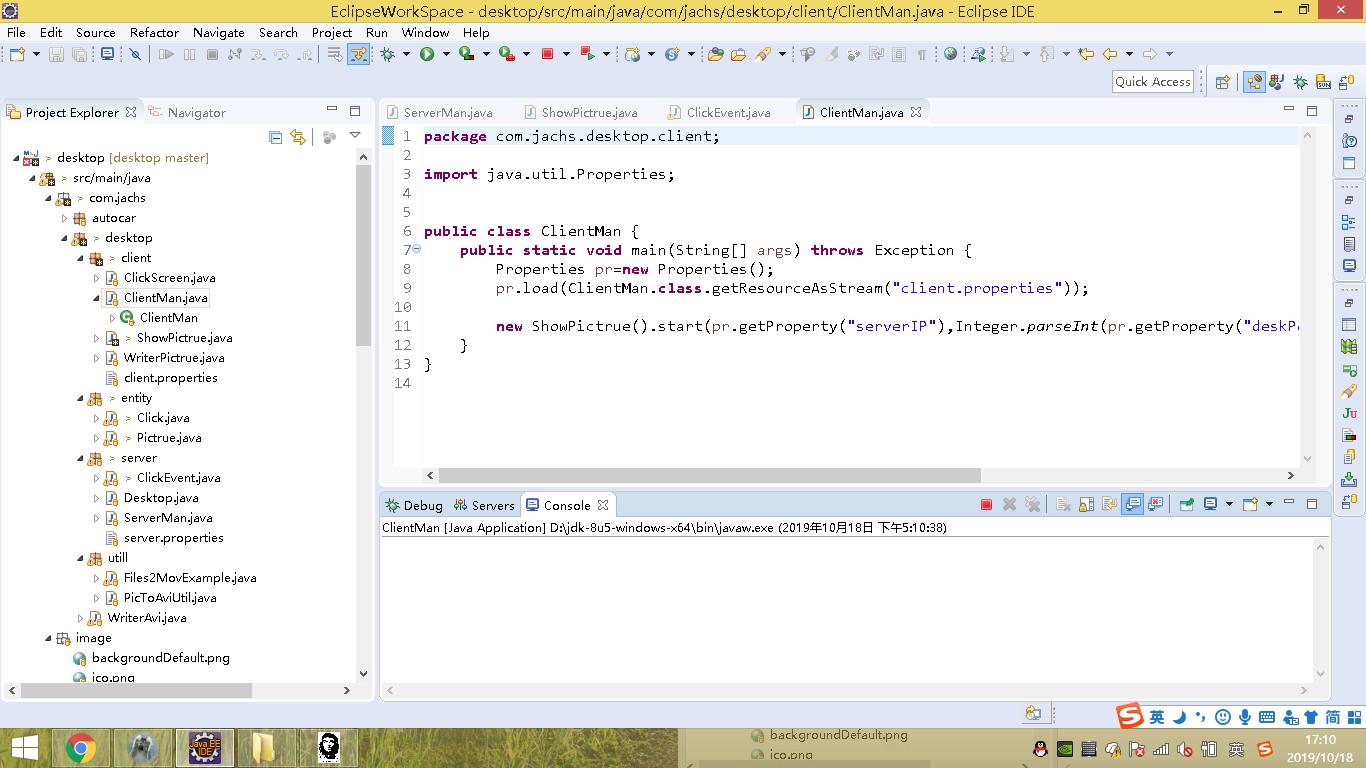 EclipseWorkSpace - desktop/src/main/java/com/jachs/desktop/client/ClientMan.java - Eclipse IDE
File Edit Source Refactor Navigate Search Project Run Window Help
Quick Access
Project Explorer Navigator
> desktop [desktop master]
> src/main/java
> com.jachs
autocar
> desktop
> client
ClickScreen.java
ClientMan.java
ClientMan
> ShowPictrue.java
WriterPictrue.java
client.properties
> entity
> Click.java
> Pictrue.java
> server
> ClickEvent.java
Desktop.java
ServerMan.java
server.properties
utill
Files2MovExample.java
PicToAviUtil.java
WriterAvi.java
image
backgroundDefault.png
ico.png
ServerMan.java ShowPictrue.java ClickEvent.java ClientMan.java
1 package com.jachs.desktop.client;
2
3 import java.util.Properties;
4
5
6 public class ClientMan {
7 public static void main(String[] args) throws Exception {
8 Properties pr=new Properties();
9 pr.load(ClientMan.class.getResourceAsStream("client.properties"));
10
11 new ShowPictrue().start(pr.getProperty("serverIP"),Integer.parseInt(pr.getProperty("deskP
12 }
13 }
14
Debug Servers Console
ClientMan [Java Application] D:\jdk-8u5-windows-x64\bin\javaw.exe (2019年10月18日 下午5:10:38)
Ju
英 简
Java EE
IDE
backgroundDefault.png
ico.png
英
17:10
2019/10/18